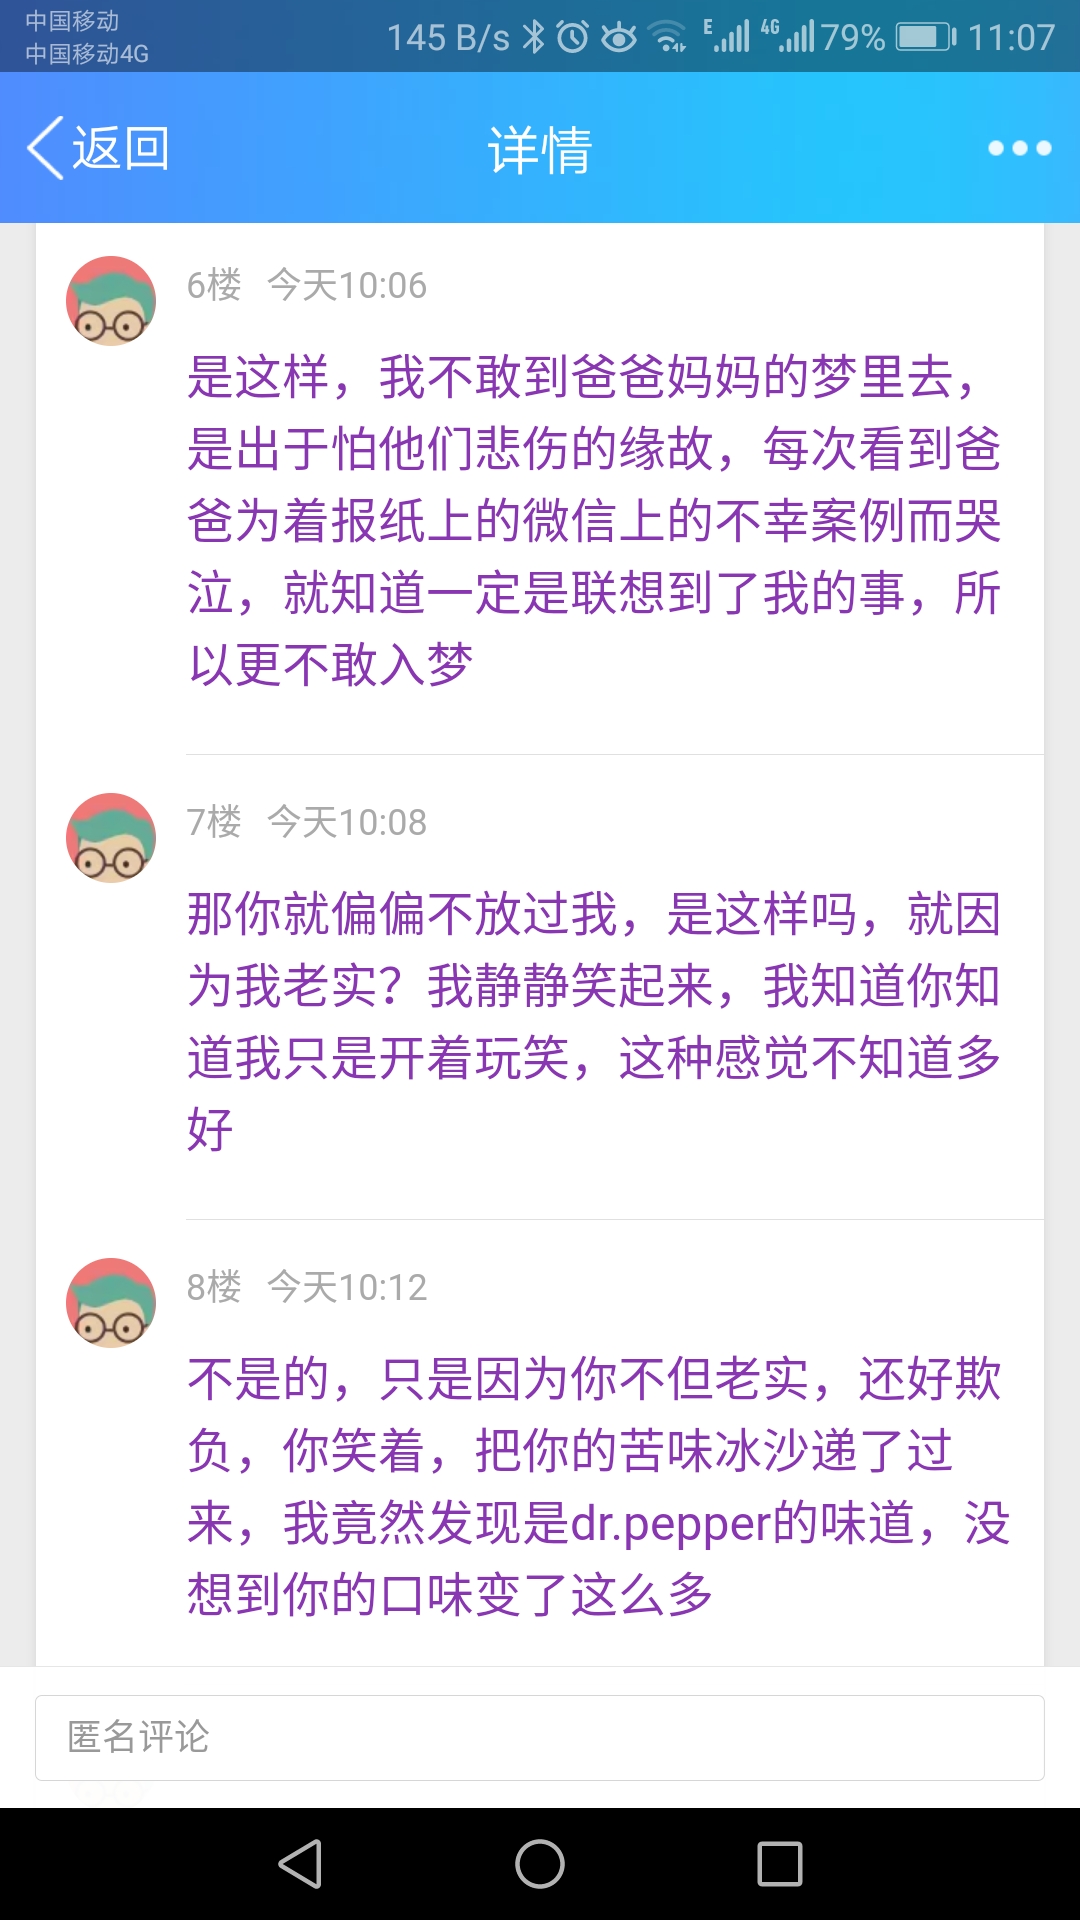 中国移动
中国移动4G
145 B/s
E
4G
79%
11:07
返回
详情
6楼 今天10:06
是这样，我不敢到爸爸妈妈的梦里去，
是出于怕他们悲伤的缘故，每次看到爸
爸为着报纸上的微信上的不幸案例而哭
泣，就知道一定是联想到了我的事，所
以更不敢入梦
7楼 今天10:08
那你就偏偏不放过我，是这样吗，就因
为我老实？我静静笑起来，我知道你知
道我只是开着玩笑，这种感觉不知道多
好
8楼 今天10:12
不是的，只是因为你不但老实，还好欺
负，你笑着，把你的苦味冰沙递了过
来，我竟然发现是dr.pepper的味道，没
想到你的口味变了这么多
匿名评论